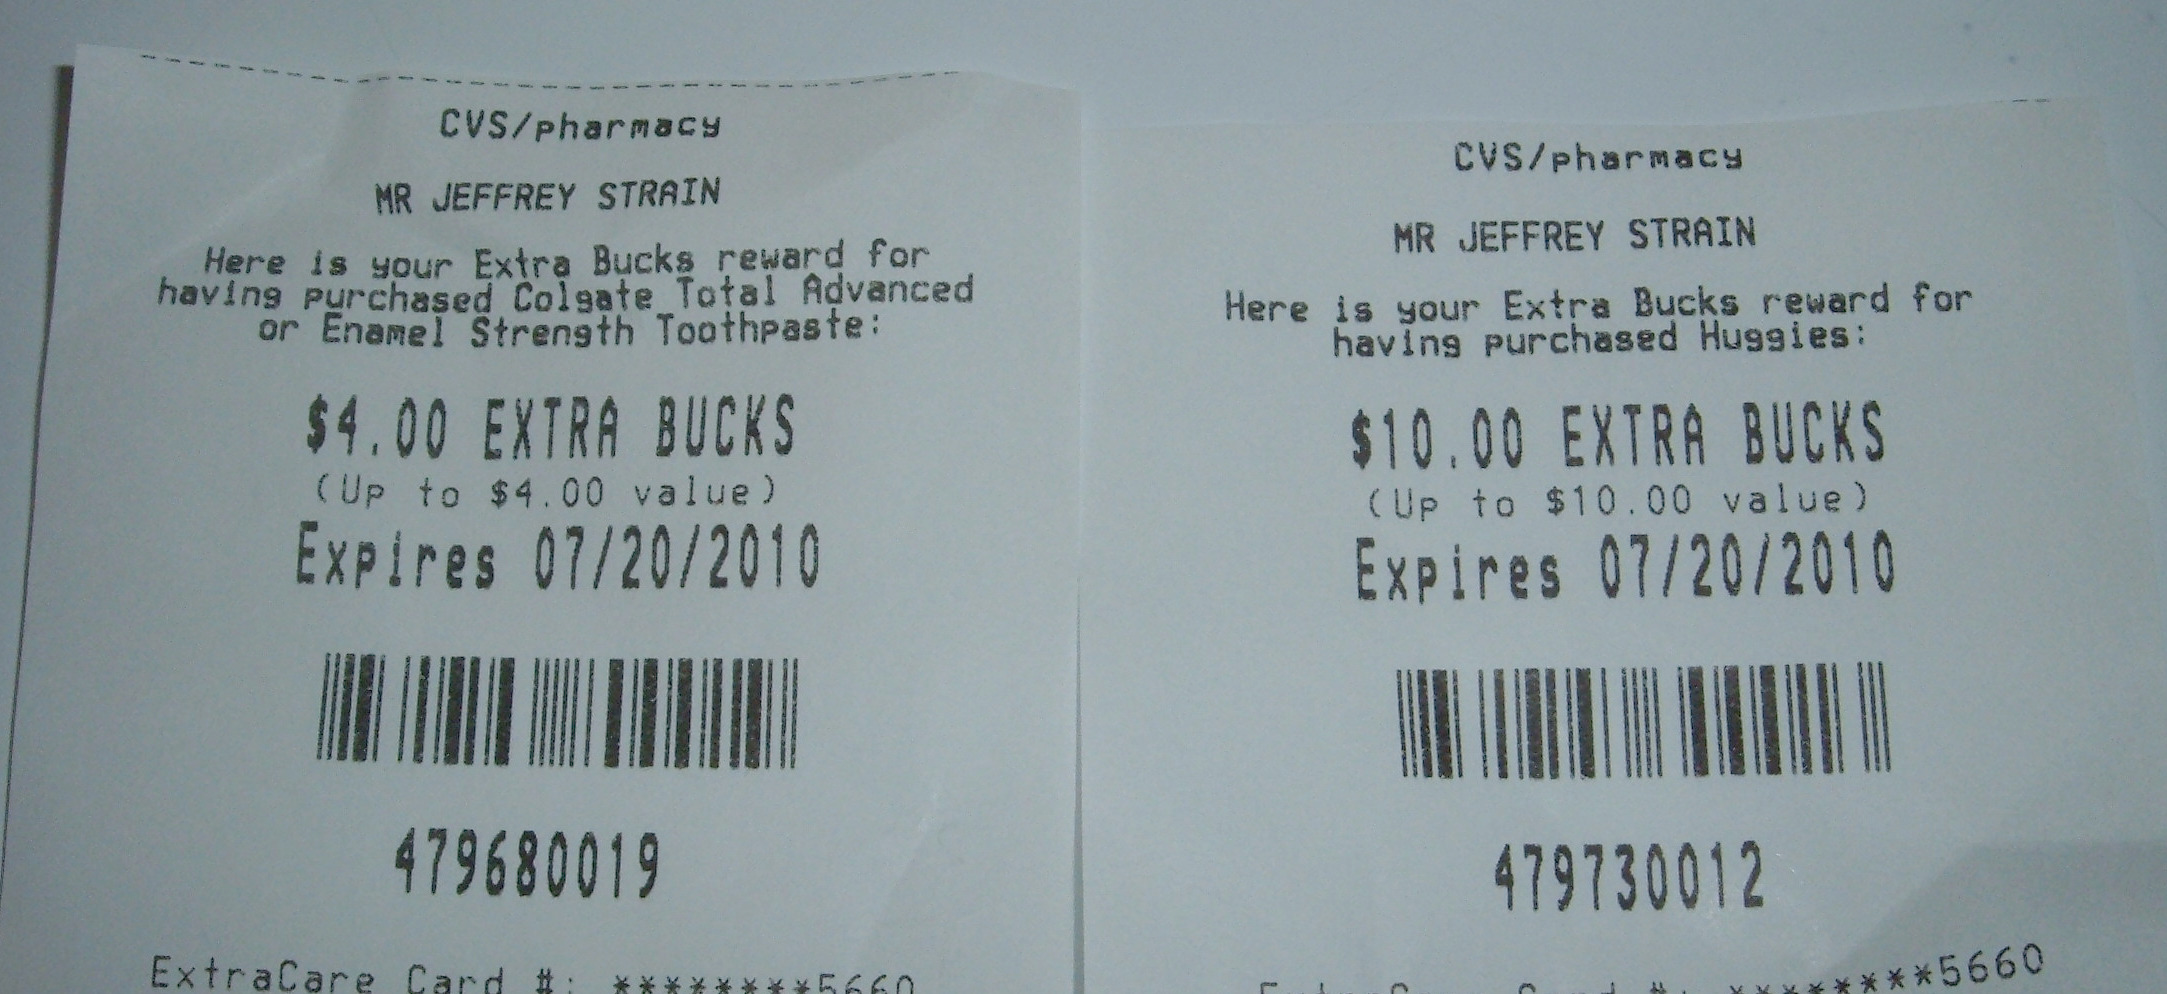 CVS/pharmacy
MR JEFFREY STRAIN
Here is your Extra Bucks reward for
having purchased Colgate Total Advanced
or Enamel Strength Toothpaste:
$4.00 EXTRA BUCKS
(Up to $4.00 value)
Expires 07/20/2010
479680019
ExtraCare Card #: ********5660
CVS/pharmacy
MR JEFFREY STRAIN
Here is your Extra Bucks reward for
having purchased Huggies:
$10.00 EXTRA BUCKS
(Up to $10.00 value)
Expires 07/20/2010
479730012
ExtraCare Card #: ********5660